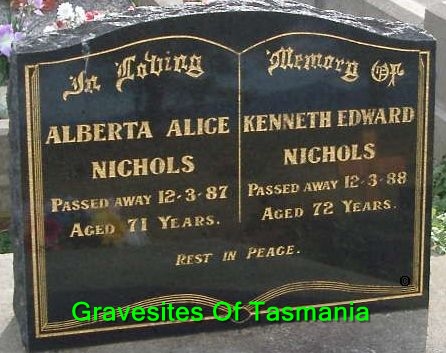 In Loving Memory Of
ALBERTA ALICE
NICHOLS
PASSED AWAY 12-3-87
AGED 71 YEARS.
KENNETH EDWARD
NICHOLS
PASSED AWAY 12-3-88
AGED 72 YEARS.
REST IN PEACE.
©
Gravesites Of Tasmania